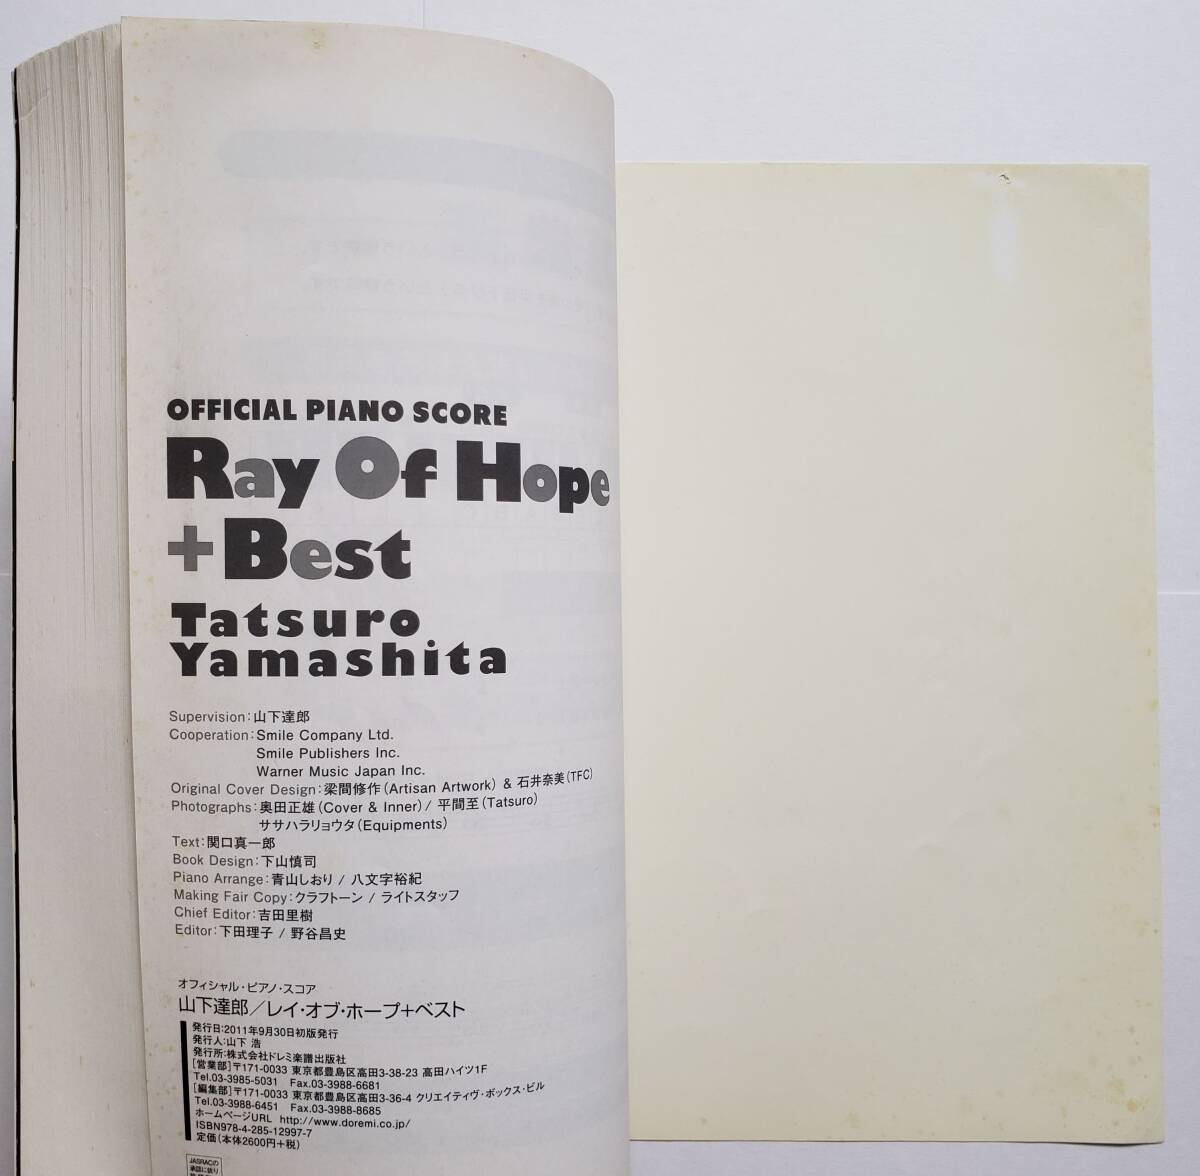 OFFICIAL PIANO SCORE
Ray Of Hope
+Best
Tatsuro
Yamashita
Supervision:山下達郎
Cooperation:Smile Company Ltd.
Smile Publishers Inc.
Warner Music Japan Inc.
Original Cover Design:梁間修作(Artisan Artwork) & 石井奈美(TFC)
Photographs:奥田正雄(Cover & Inner)/ 平間至(Tatsuro)
ササハラリョウタ(Equipments)
Text:関口真一郎
Book Design:下山慎司
Piano Arrange:青山しおり / 八文字裕紀
Making Fair Copy:クラフトーン / ライトスタッフ
Chief Editor:吉田里樹
Editor:下田理子 / 野谷昌史
オフィシャル・ピアノ・スコア
山下達郎/レイ・オブ・ホープ+ベスト
発行日:2011年9月30日初版発行
発行人:山下 浩
発行所:株式会社ドレミ楽譜出版社
[営業部]〒171-0033 東京都豊島区高田3-38-23 高田ハイツ1F
Tel.03-3985-5031 Fax.03-3988-6681
[編集部]〒171-0033 東京都豊島区高田3-36-4 クリエイティヴ・ボックス・ビル
Tel.03-3988-6451 Fax.03-3988-8685
ホームページURL http://www.doremi.co.jp/
ISBN978-4-285-12997-7
定価(本体2600円+税)
JASRACの
承認に依り